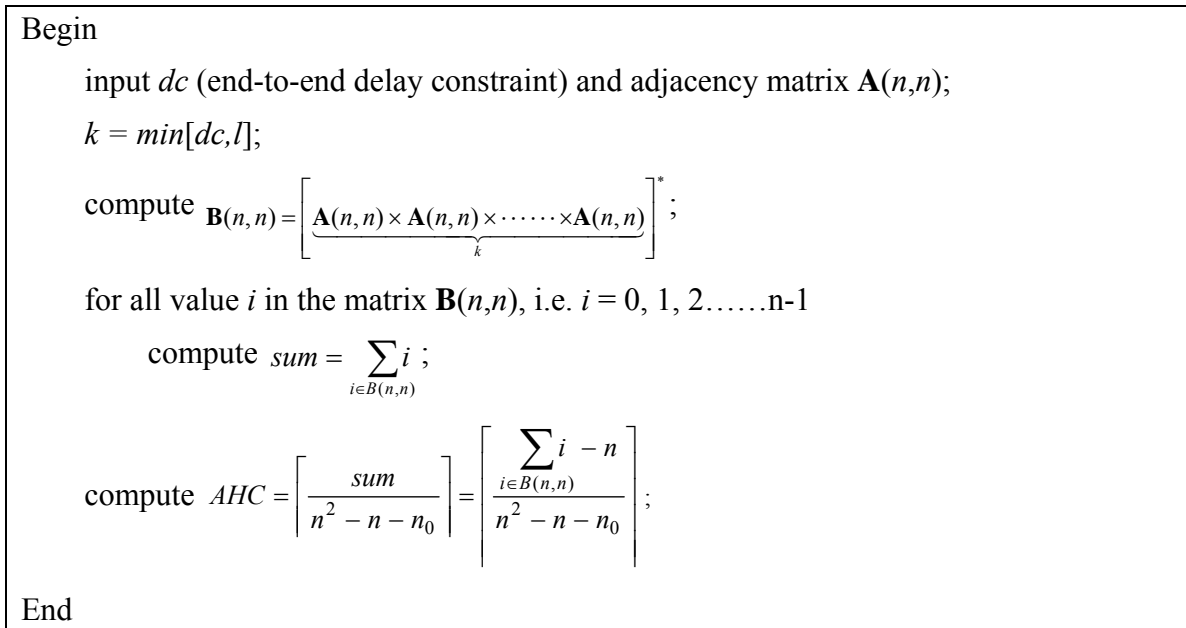 Begin
input dc (end-to-end delay constraint) and adjacency matrix A(n,n);
k = min[dc,l];
compute B(n,n) = [A(n,n) × A(n,n) × ⋯⋯ × A(n,n)]* ;
k
for all value i in the matrix B(n,n), i.e. i = 0, 1, 2……n-1
compute sum = ∑ i ;
i∈B(n,n)
compute AHC = ⌈ sum / (n² − n − n₀) ⌉ = ⌈ (∑ i∈B(n,n) i − n) / (n² − n − n₀) ⌉ ;
End